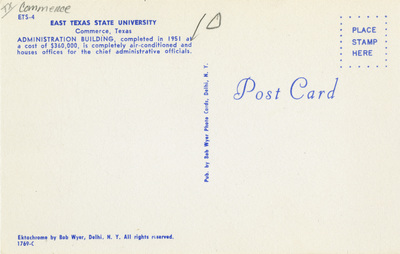 Commerce
ETS-4
EAST TEXAS STATE UNIVERSITY
Commerce, Texas
ADMINISTRATION BUILDING, completed in 1951 at
a cost of $360,000, is completely air-conditioned and
houses offices for the chief administrative officials.
10
Pub. by Bob Wyer Photo Cards, Delhi, N. Y.
Post Card
PLACE
STAMP
HERE
Ektachrome by Bob Wyer, Delhi, N. Y. All rights reserved.
1769-C